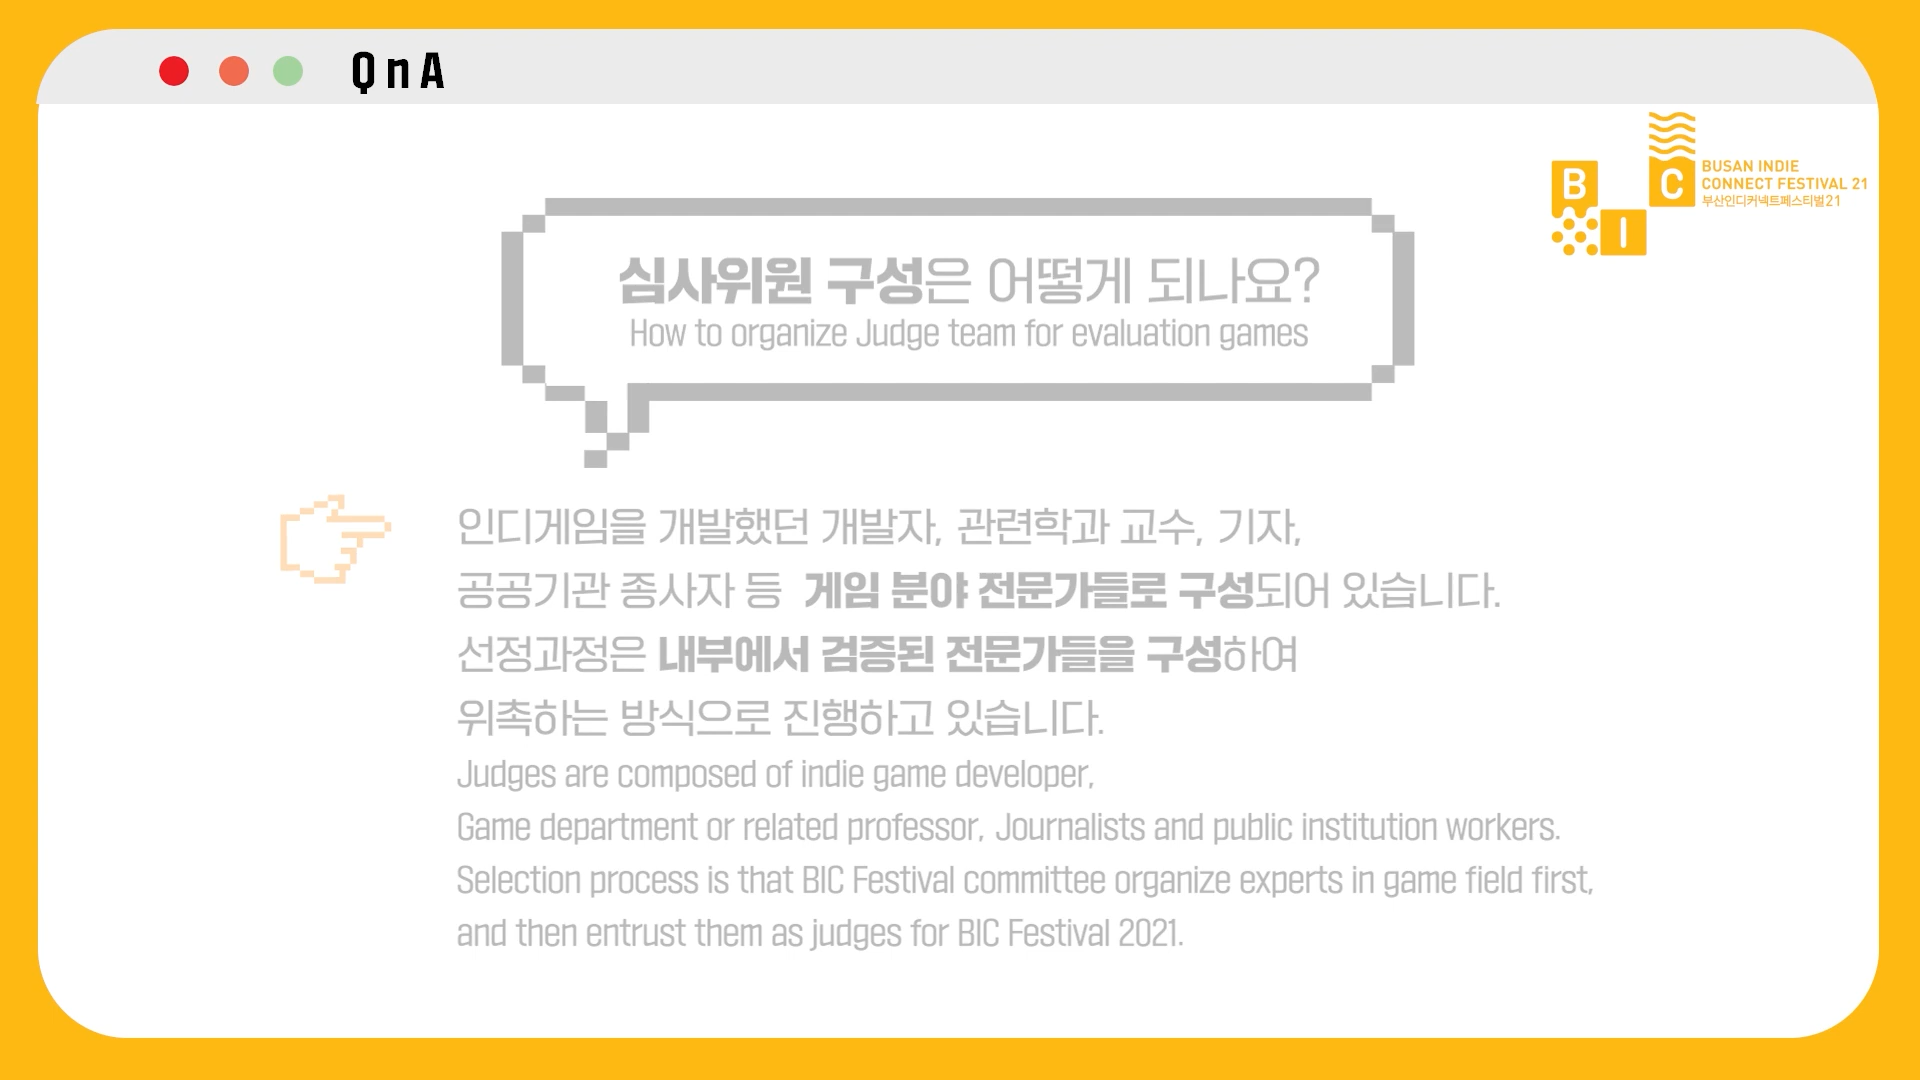 QnA
B
I
C
BUSAN INDIE
CONNECT FESTIVAL 21
부산인디커넥트페스티벌21
심사위원 구성은 어떻게 되나요?
How to organize Judge team for evaluation games
인디게임을 개발했던 개발자, 관련학과 교수, 기자,
공공기관 종사자 등 게임 분야 전문가들로 구성되어 있습니다.
선정과정은 내부에서 검증된 전문가들을 구성하여
위촉하는 방식으로 진행하고 있습니다.
Judges are composed of indie game developer,
Game department or related professor, Journalists and public institution workers.
Selection process is that BIC Festival committee organize experts in game field first,
and then entrust them as judges for BIC Festival 2021.